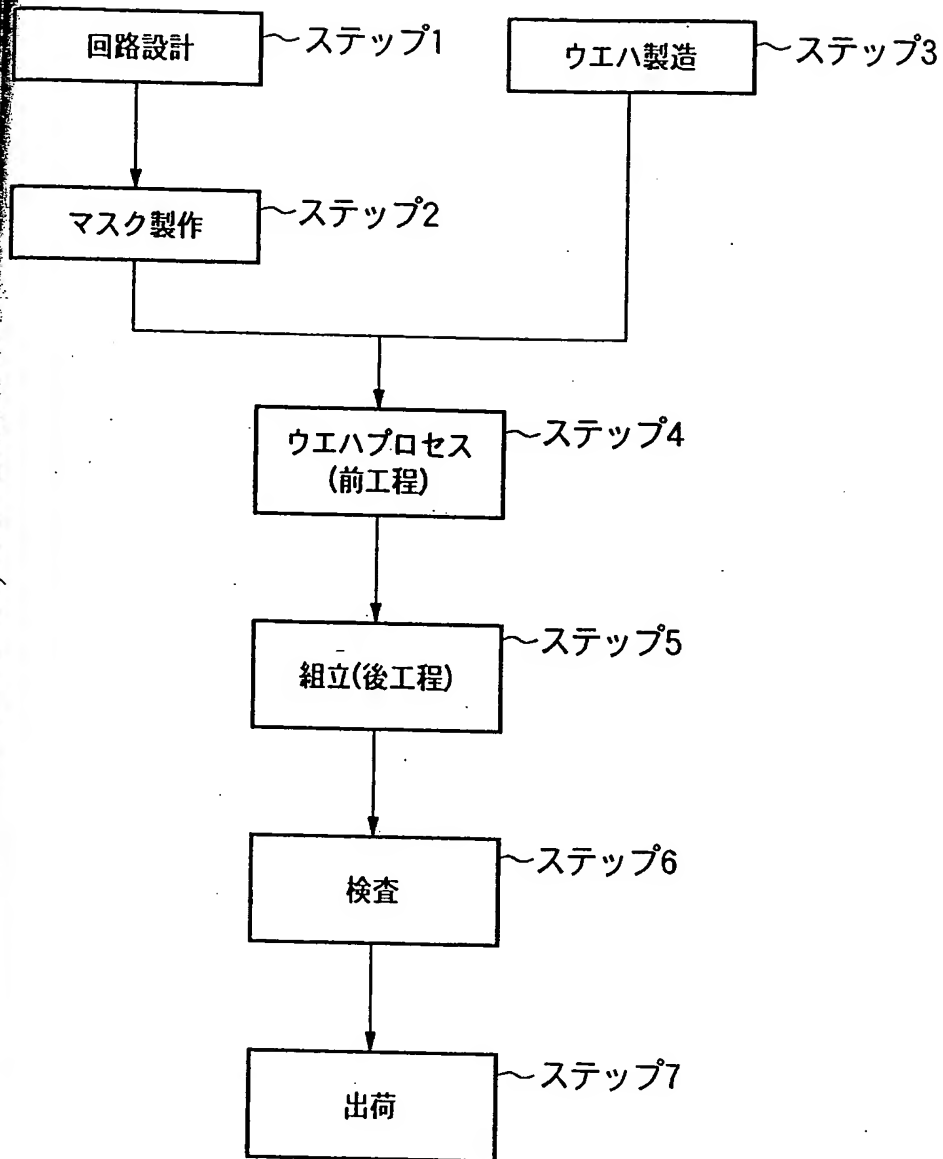 回路設計 ～ステップ1
ウエハ製造 ～ステップ3
マスク製作 ～ステップ2
ウエハプロセス ～ステップ4
(前工程)
組立(後工程) ～ステップ5
検査 ～ステップ6
出荷 ～ステップ7